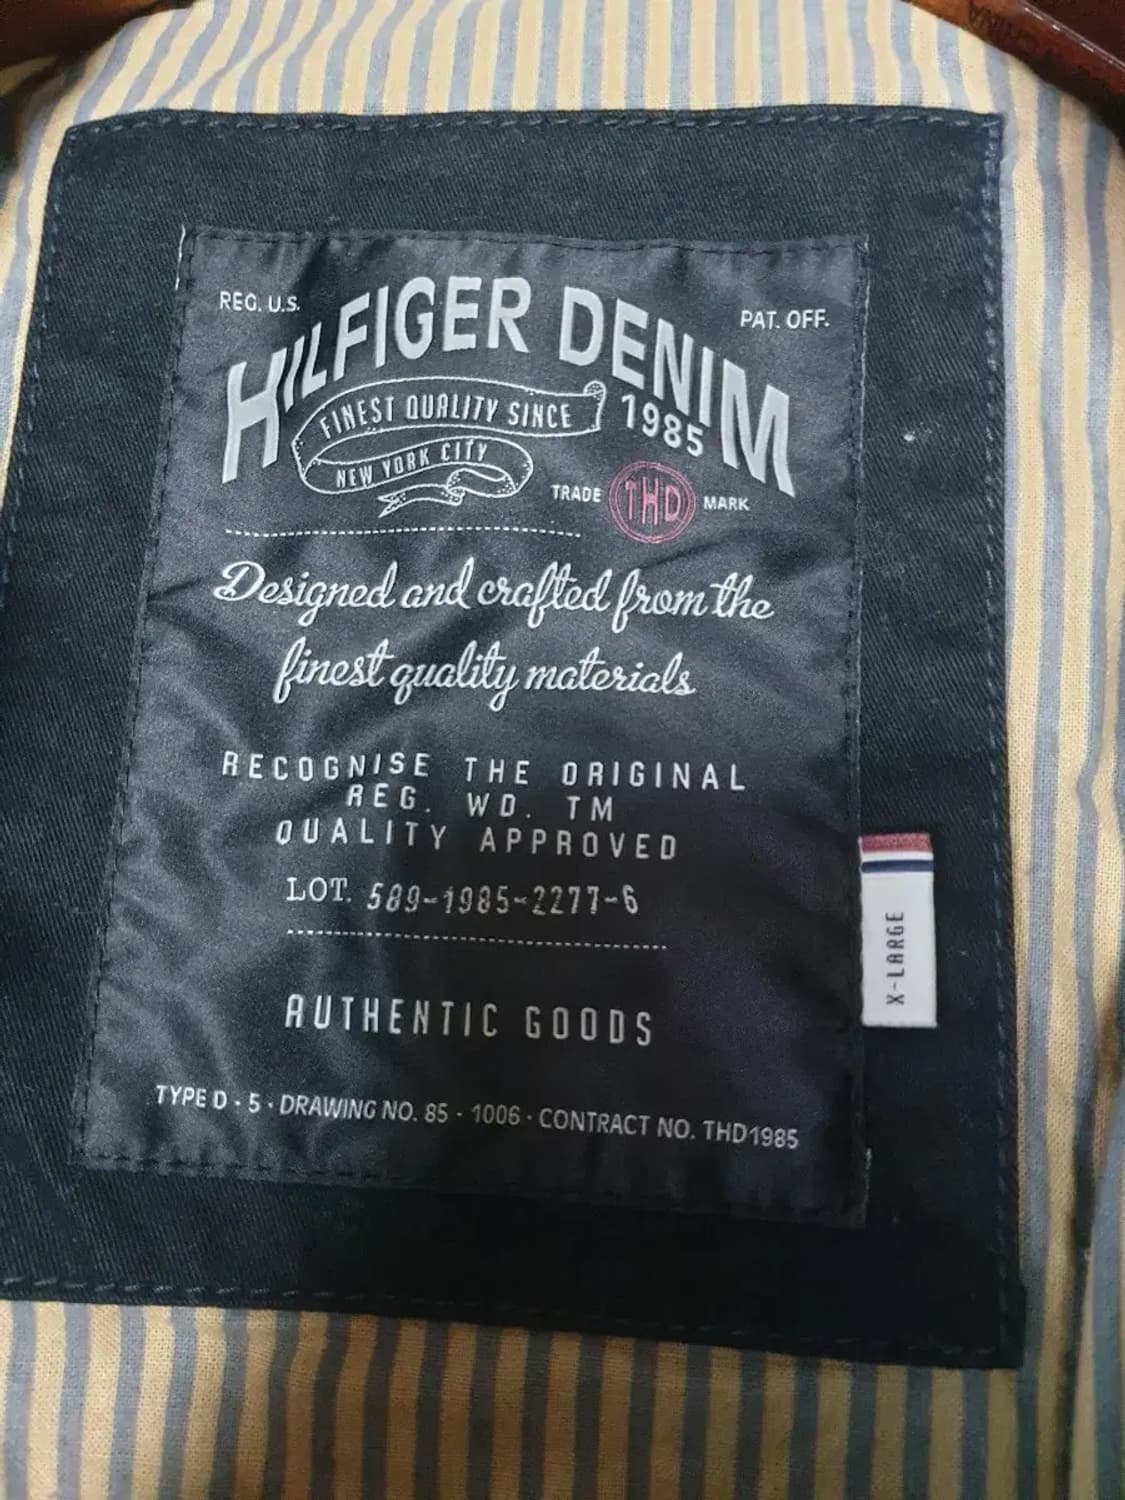 REG. U.S.
PAT. OFF.
HILFIGER DENIM
FINEST QUALITY SINCE
1985
NEW YORK CITY
TRADE THD MARK
Designed and crafted from the
finest quality materials
RECOGNISE THE ORIGINAL
REG. WD. TM
QUALITY APPROVED
LOT. 589-1985-2277-6
X-LARGE
AUTHENTIC GOODS
TYPE D - 5 · DRAWING NO. 85 - 1006 · CONTRACT NO. THD1985